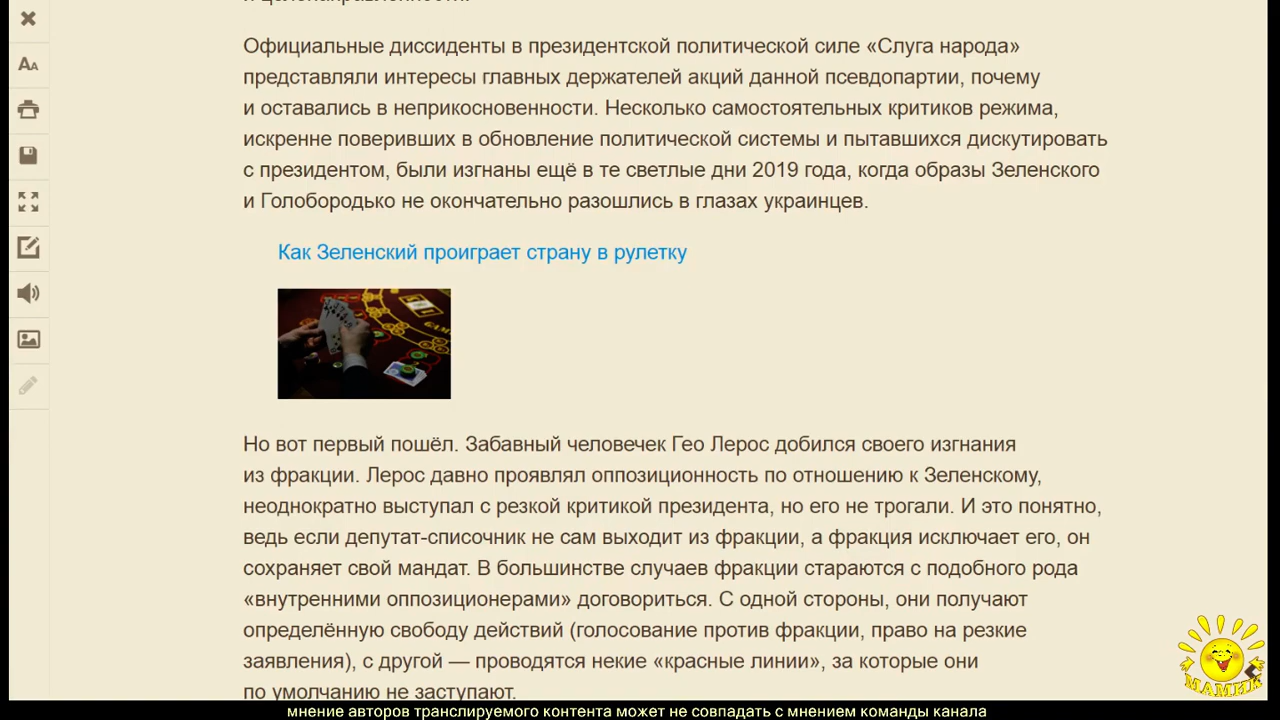 Официальные диссиденты в президентской политической силе «Слуга народа»
представляли интересы главных держателей акций данной псевдопартии, почему
и оставались в неприкосновенности. Несколько самостоятельных критиков режима,
искренне поверивших в обновление политической системы и пытавшихся дискутировать
с президентом, были изгнаны ещё в те светлые дни 2019 года, когда образы Зеленского
и Голобородько не окончательно разошлись в глазах украинцев.
Как Зеленский проиграет страну в рулетку
Но вот первый пошёл. Забавный человечек Гео Лерос добился своего изгнания
из фракции. Лерос давно проявлял оппозиционность по отношению к Зеленскому,
неоднократно выступал с резкой критикой президента, но его не трогали. И это понятно,
ведь если депутат-списочник не сам выходит из фракции, а фракция исключает его, он
сохраняет свой мандат. В большинстве случаев фракции стараются с подобного рода
«внутренними оппозиционерами» договориться. С одной стороны, они получают
определённую свободу действий (голосование против фракции, право на резкие
заявления), с другой — проводятся некие «красные линии», за которые они
по умолчанию не заступают.
МАМИК
мнение авторов транслируемого контента может не совпадать с мнением команды канала